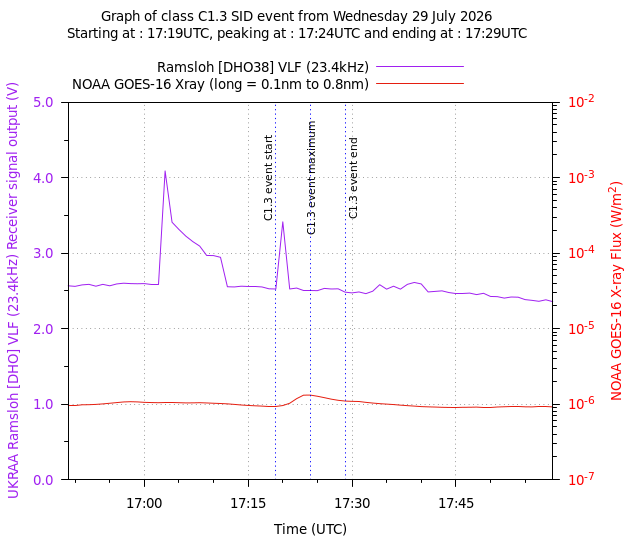 Graph of class C1.3 SID event from Wednesday 29 July 2026
Starting at : 17:19UTC, peaking at : 17:24UTC and ending at : 17:29UTC
Ramsloh [DHO38] VLF (23.4kHz)
NOAA GOES-16 Xray (long = 0.1nm to 0.8nm)
UKRAA Ramsloh [DHO] VLF (23.4kHz) Receiver signal output (V)
5.0
4.0
3.0
2.0
1.0
0.0
C1.3 event start
C1.3 event maximum
C1.3 event end
10^-2
10^-3
10^-4
10^-5
10^-6
10^-7
NOAA GOES-16 X-ray Flux (W/m²)
17:00 17:15 17:30 17:45
Time (UTC)